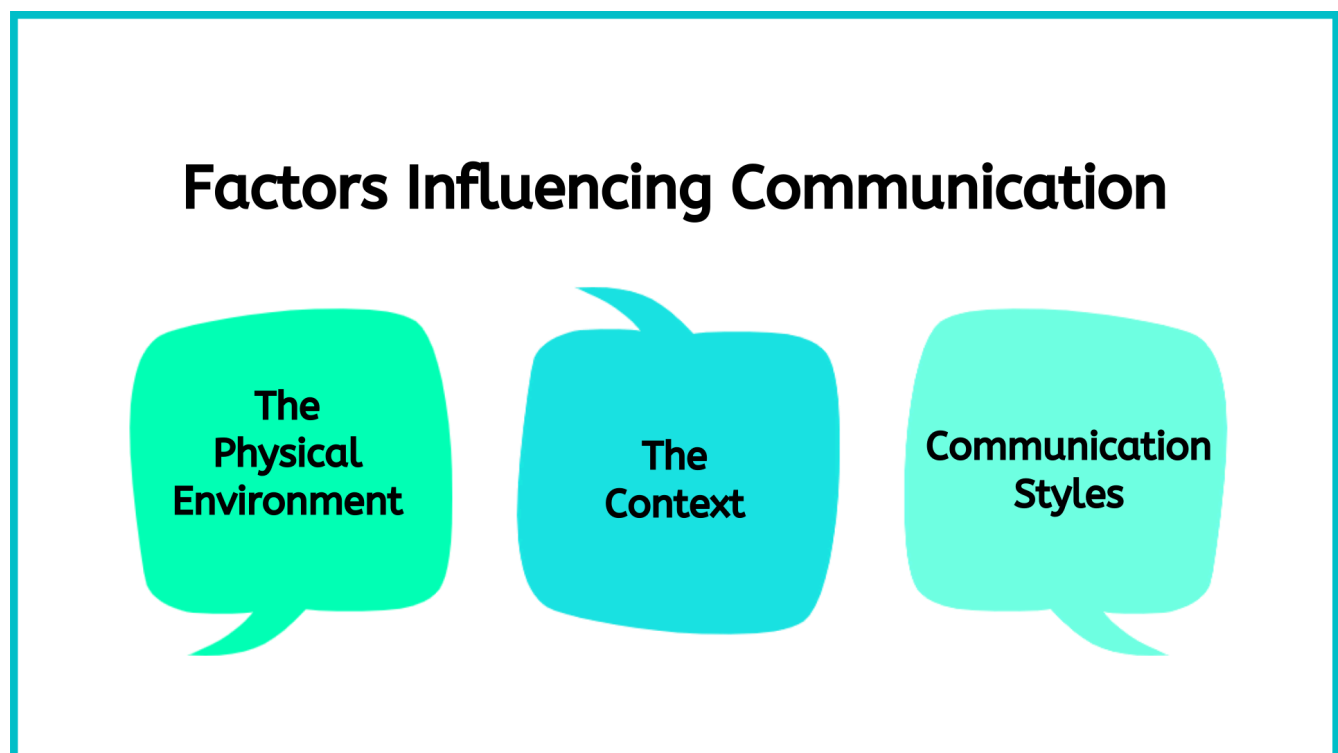 Factors Influencing Communication
The
Physical
Environment
The
Context
Communication
Styles